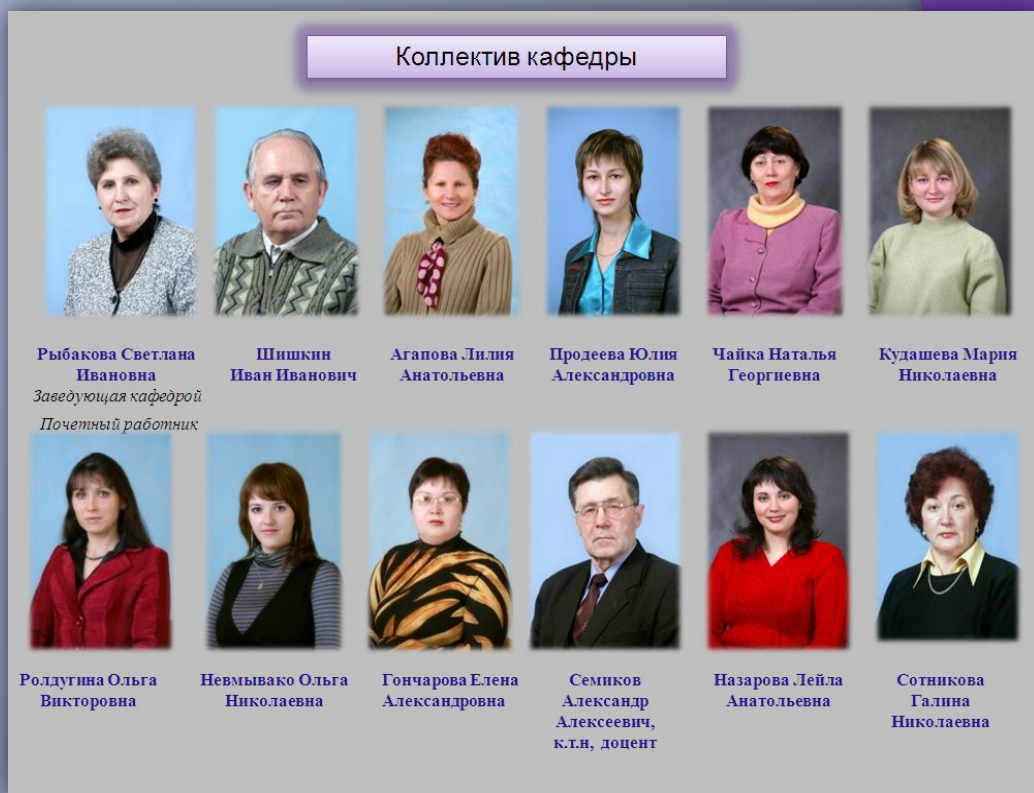 Коллектив кафедры
Рыбакова Светлана
Ивановна
Заведующая кафедрой
Почетный работник
Шишкин
Иван Иванович
Агапова Лилия
Анатольевна
Продеева Юлия
Александровна
Чайка Наталья
Георгиевна
Кудашева Мария
Николаевна
Ролдугина Ольга
Викторовна
Невмывако Ольга
Николаевна
Гончарова Елена
Александровна
Семиков
Александр
Алексеевич,
к.т.н, доцент
Назарова Лейла
Анатольевна
Сотникова
Галина
Николаевна